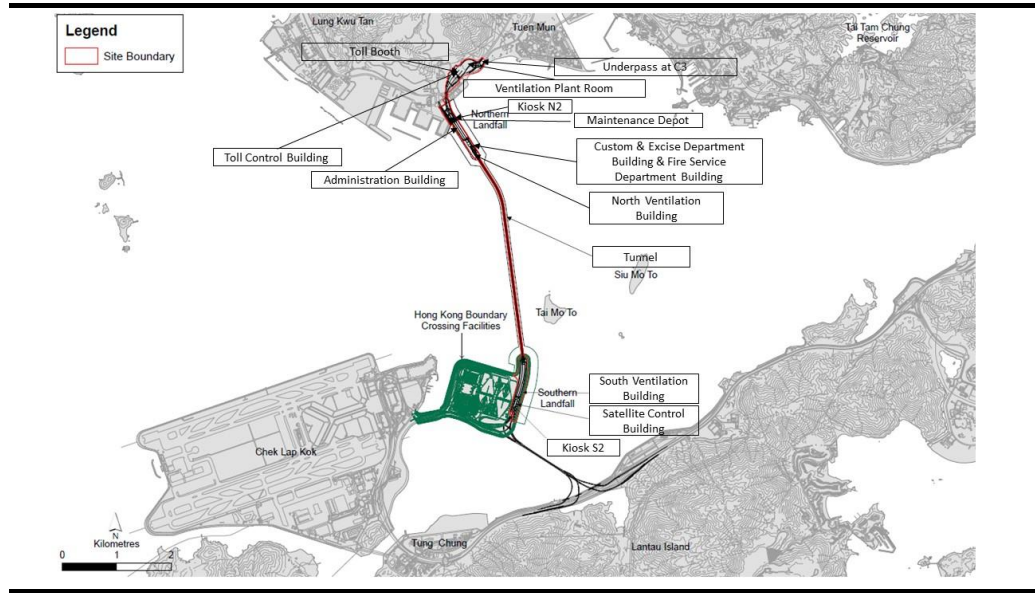 Legend
Site Boundary
Lung Kwu Tan
Tuen Mun
Tai Tam Chung
Reservoir
Toll Booth
Underpass at C3
Ventilation Plant Room
Kiosk N2
Northern
Landfall
Maintenance Depot
Toll Control Building
Administration Building
Custom & Excise Department
Building & Fire Service
Department Building
North Ventilation
Building
Tunnel
Siu Mo To
Tai Mo To
Hong Kong Boundary
Crossing Facilities
Southern
Landfall
South Ventilation
Building
Satellite Control
Building
Kiosk S2
Chek Lap Kok
Tung Chung
Lantau Island
N
Kilometres
0 1 2